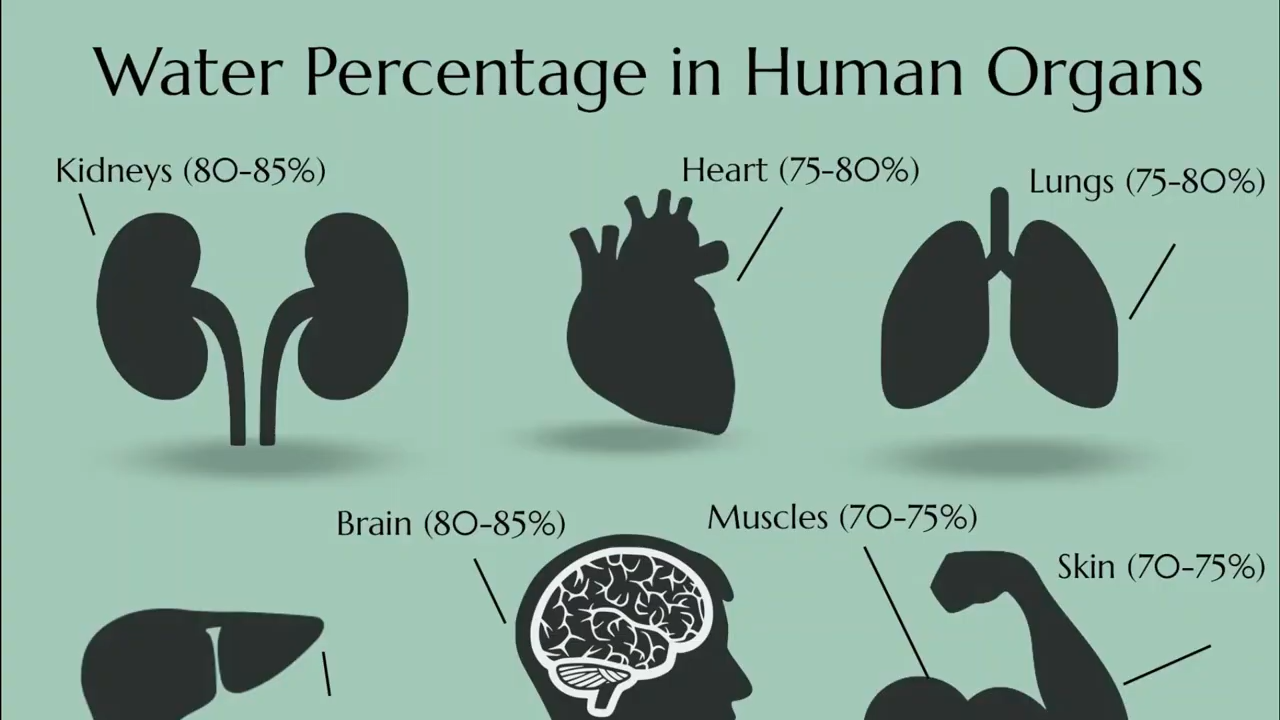 Water Percentage in Human Organs
Kidneys (80-85%)
Heart (75-80%)
Lungs (75-80%)
Brain (80-85%)
Muscles (70-75%)
Skin (70-75%)